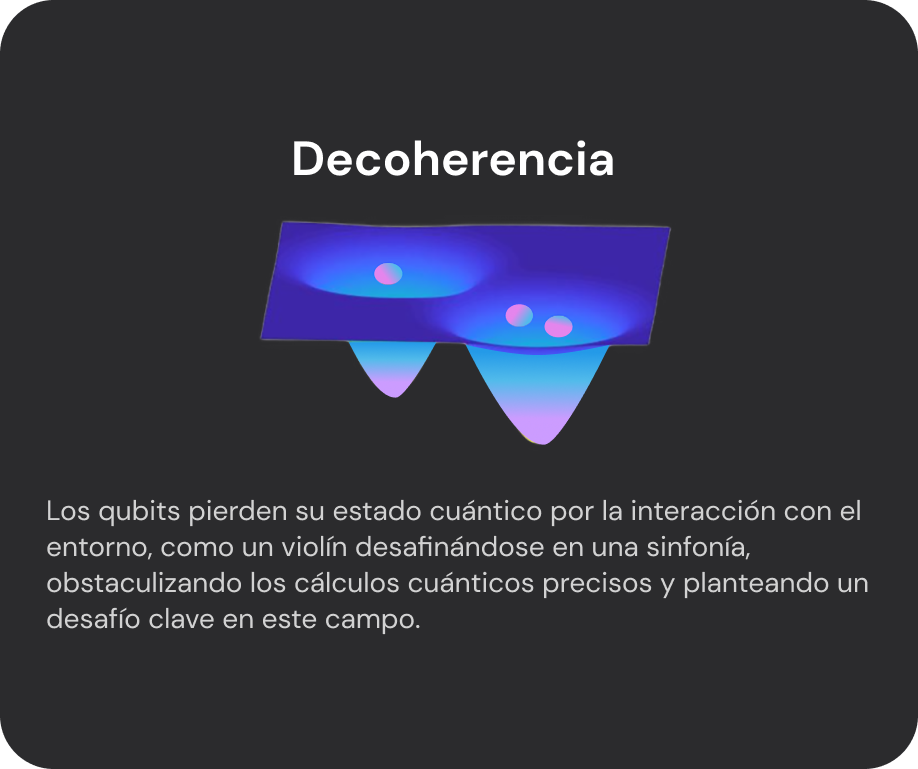 Decoherencia
Los qubits pierden su estado cuántico por la interacción con el
entorno, como un violín desafinándose en una sinfonía,
obstaculizando los cálculos cuánticos precisos y planteando un
desafío clave en este campo.